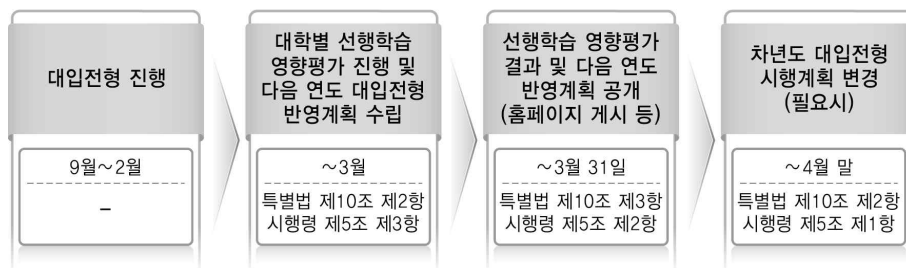 대입전형 진행
대학별 선행학습
영향평가 진행 및
다음 연도 대입전형
반영계획 수립
선행학습 영향평가
결과 및 다음 연도
반영계획 공개
(홈페이지 게시 등)
차년도 대입전형
시행계획 변경
(필요시)
9월～2월
–
～3월
특별법 제10조 제2항
시행령 제5조 제3항
～3월 31일
특별법 제10조 제3항
시행령 제5조 제2항
～4월 말
특별법 제10조 제2항
시행령 제5조 제1항